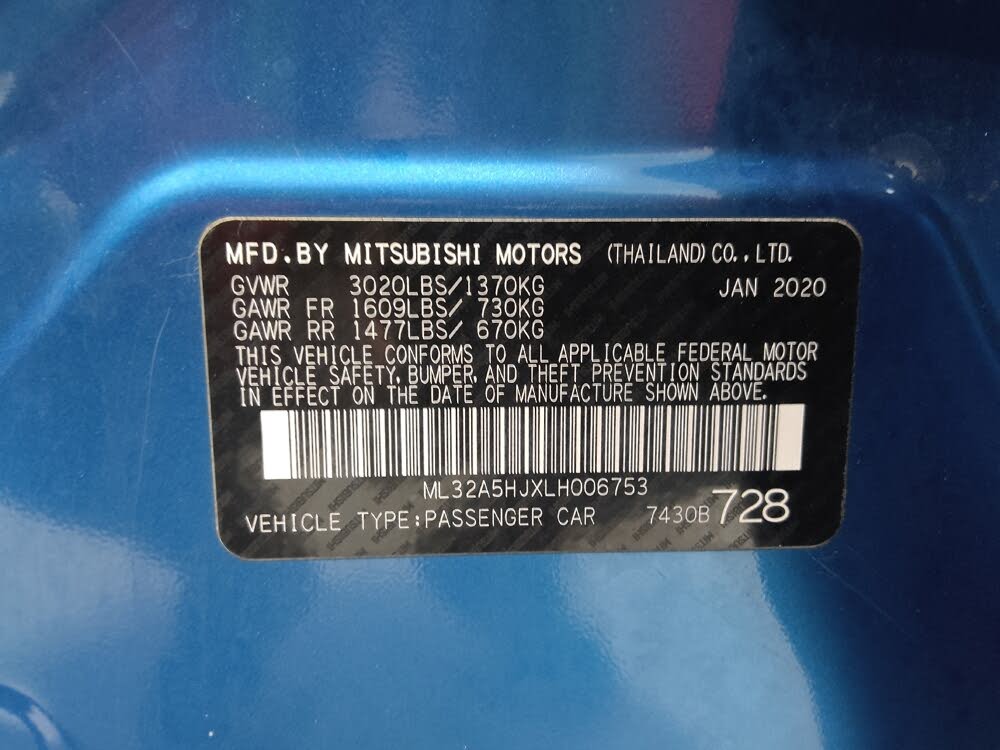 MFD.BY MITSUBISHI MOTORS (THAILAND) CO.,LTD.
GVWR 3020LBS/1370KG JAN 2020
GAWR FR 1609LBS/ 730KG
GAWR RR 1477LBS/ 670KG
THIS VEHICLE CONFORMS TO ALL APPLICABLE FEDERAL MOTOR
VEHICLE SAFETY, BUMPER, AND THEFT PREVENTION STANDARDS
IN EFFECT ON THE DATE OF MANUFACTURE SHOWN ABOVE.
ML32A5HJXLH006753
VEHICLE TYPE:PASSENGER CAR 7430B 728